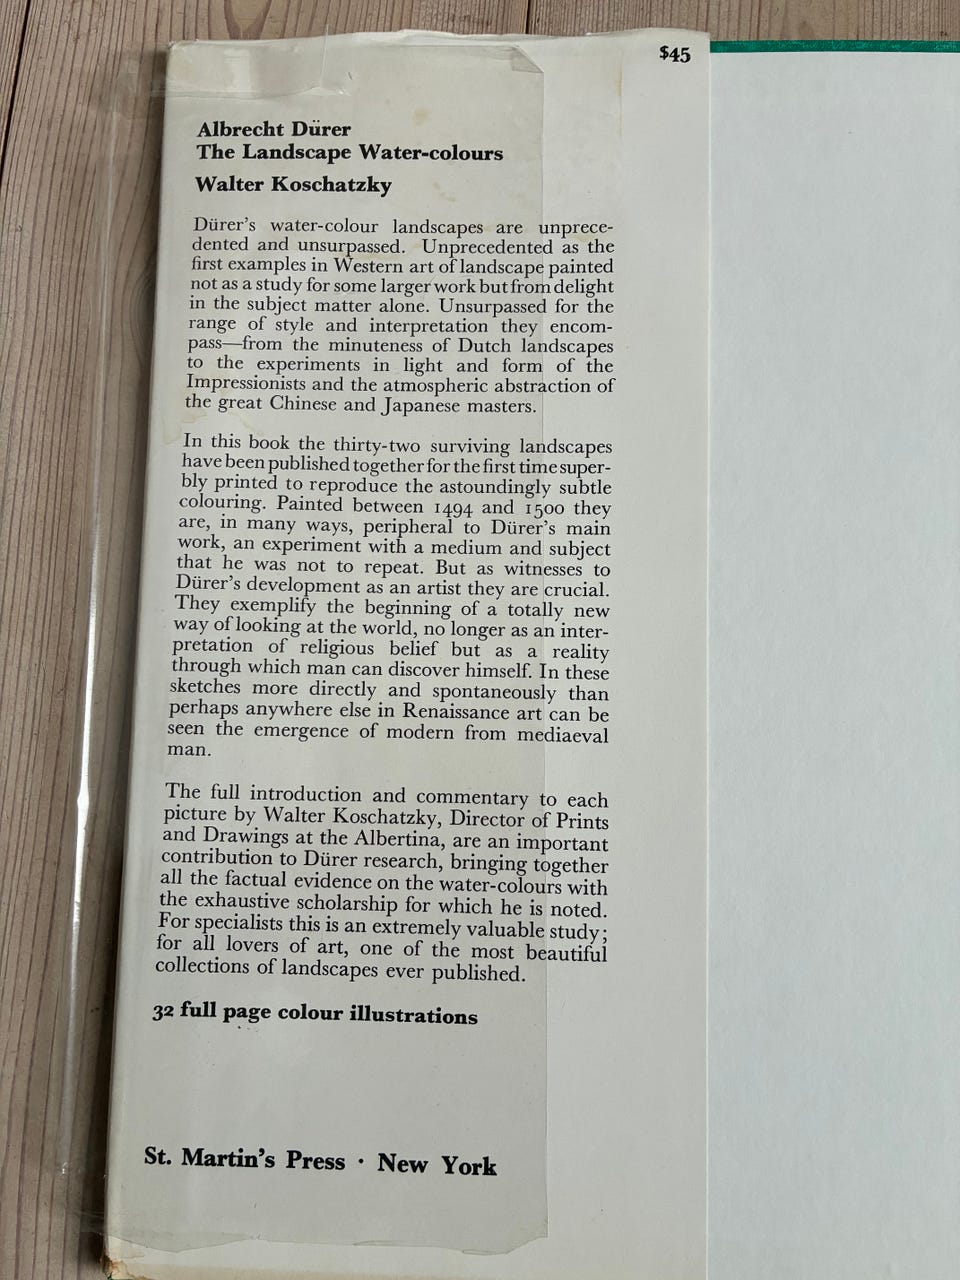 $45
Albrecht Dürer
The Landscape Water-colours
Walter Koschatzky
Dürer's water-colour landscapes are unprece-
dented and unsurpassed. Unprecedented as the
first examples in Western art of landscape painted
not as a study for some larger work but from delight
in the subject matter alone. Unsurpassed for the
range of style and interpretation they encom-
pass—from the minuteness of Dutch landscapes
to the experiments in light and form of the
Impressionists and the atmospheric abstraction of
the great Chinese and Japanese masters.
In this book the thirty-two surviving landscapes
have been published together for the first time super-
bly printed to reproduce the astoundingly subtle
colouring. Painted between 1494 and 1500 they
are, in many ways, peripheral to Dürer's main
work, an experiment with a medium and subject
that he was not to repeat. But as witnesses to
Dürer's development as an artist they are crucial.
They exemplify the beginning of a totally new
way of looking at the world, no longer as an inter-
pretation of religious belief but as a reality
through which man can discover himself. In these
sketches more directly and spontaneously than
perhaps anywhere else in Renaissance art can be
seen the emergence of modern from mediaeval
man.
The full introduction and commentary to each
picture by Walter Koschatzky, Director of Prints
and Drawings at the Albertina, are an important
contribution to Dürer research, bringing together
all the factual evidence on the water-colours with
the exhaustive scholarship for which he is noted.
For specialists this is an extremely valuable study;
for all lovers of art, one of the most beautiful
collections of landscapes ever published.
32 full page colour illustrations
St. Martin's Press · New York